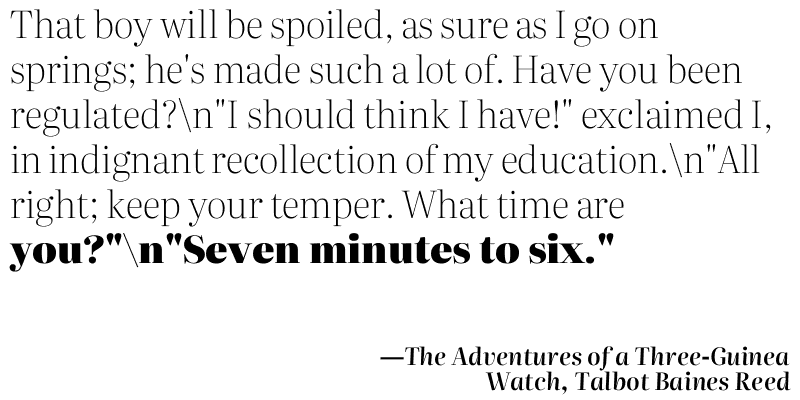 That boy will be spoiled, as sure as I go on
springs; he's made such a lot of. Have you been
regulated?\n"I should think I have!" exclaimed I,
in indignant recollection of my education.\n"All
right; keep your temper. What time are
you?"\n"Seven minutes to six."
—The Adventures of a Three-Guinea
Watch, Talbot Baines Reed